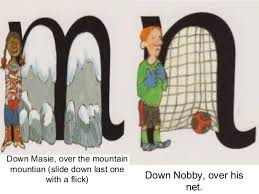 m
n
Down Masie, over the mountain
mountian (slide down last one
with a flick)
Down Nobby, over his
net.